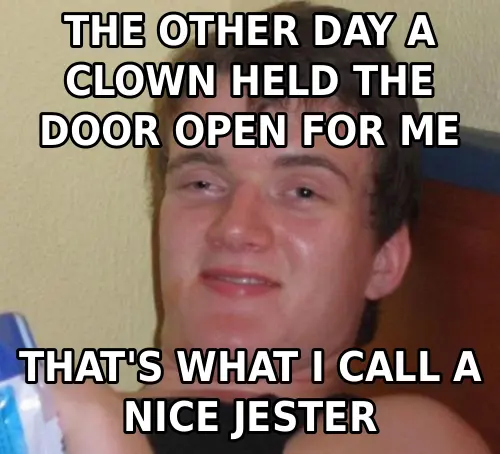 THE OTHER DAY A
CLOWN HELD THE
DOOR OPEN FOR ME
THAT'S WHAT I CALL A
NICE JESTER